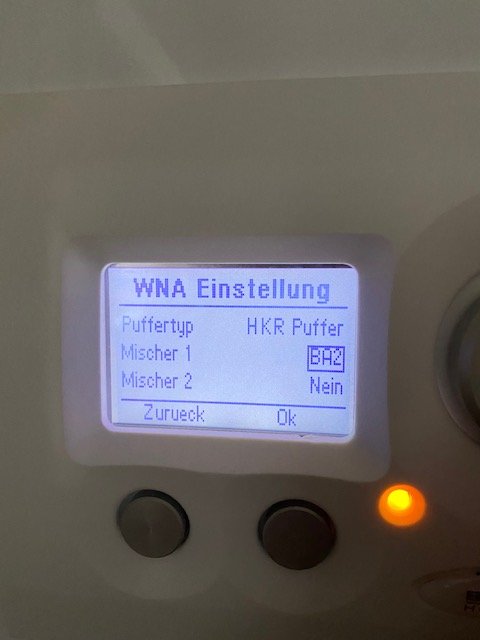 WNA Einstellung
Puffertyp HKR Puffer
Mischer 1 BA2
Mischer 2 Nein
Zurueck Ok